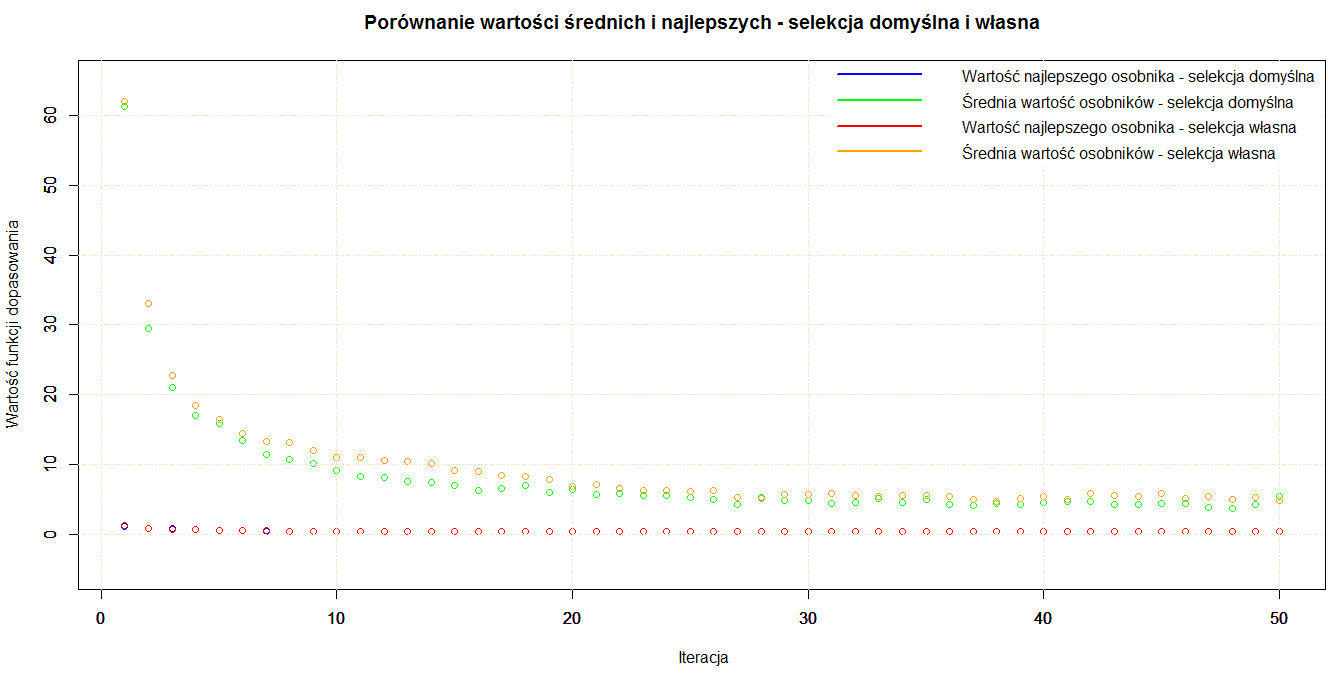 Porównanie wartości średnich i najlepszych - selekcja domyślna i własna
Wartość najlepszego osobnika - selekcja domyślna
Średnia wartość osobników - selekcja domyślna
Wartość najlepszego osobnika - selekcja własna
Średnia wartość osobników - selekcja własna
Wartość funkcji dopasowania
60
50
40
30
20
10
0
0 10 20 30 40 50
Iteracja